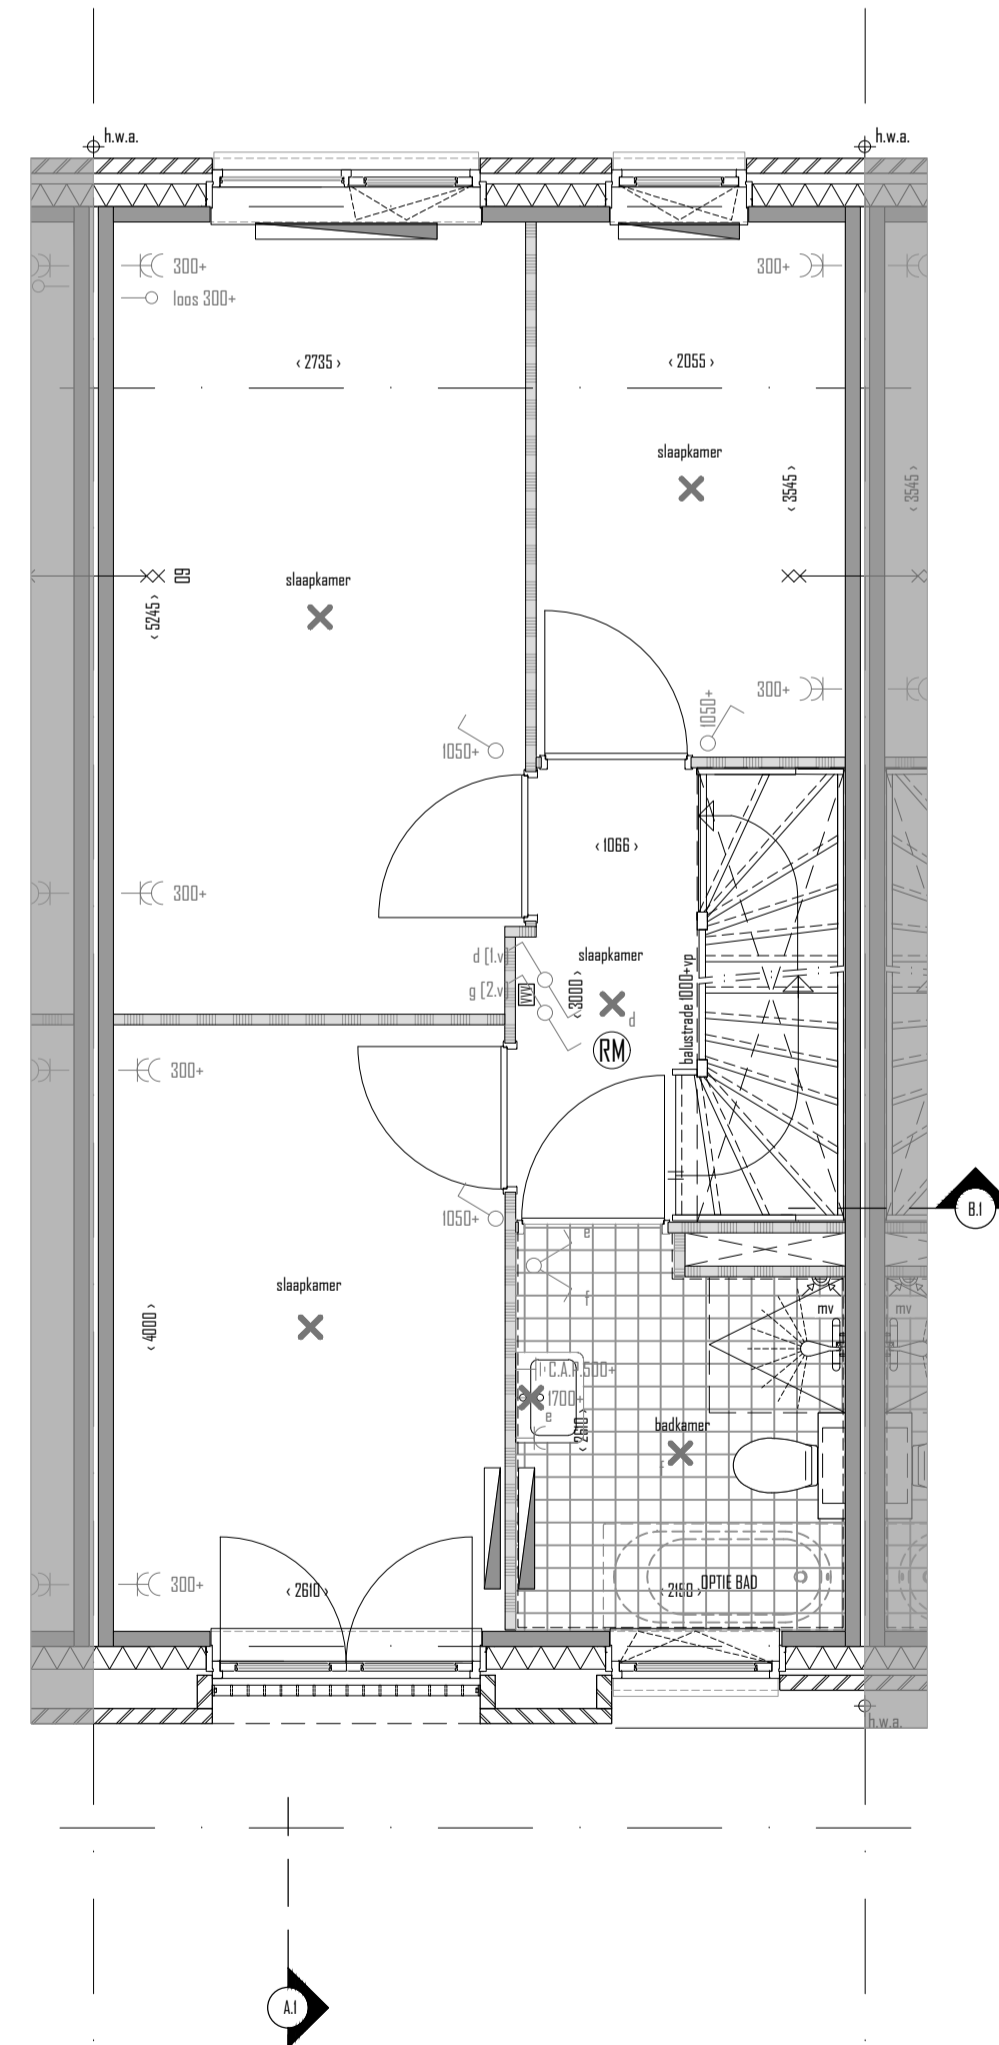 h.w.a.
h.w.a.
300+
300+
loos 300+
‹ 2735 ›
‹ 2055 ›
slaapkamer
‹ 3545 ›
‹ 3545 ›
slaapkamer
60
‹ 5245 ›
300+
1050+
1050+
‹ 1066 ›
300+
d [1.v
slaapkamer
g [2.v]
VVV
‹ 3000 ›
d
balustrade 1000+vp
RM
300+
B.1
1050+
e
f
slaapkamer
‹ 4000 ›
mv
mv
C.A.P.500+
1700+
e
‹ 2610 ›
badkamer
f
300+
‹ 2610 ›
‹ 2150 ›
OPTIE BAD
h.w.a.
A.1